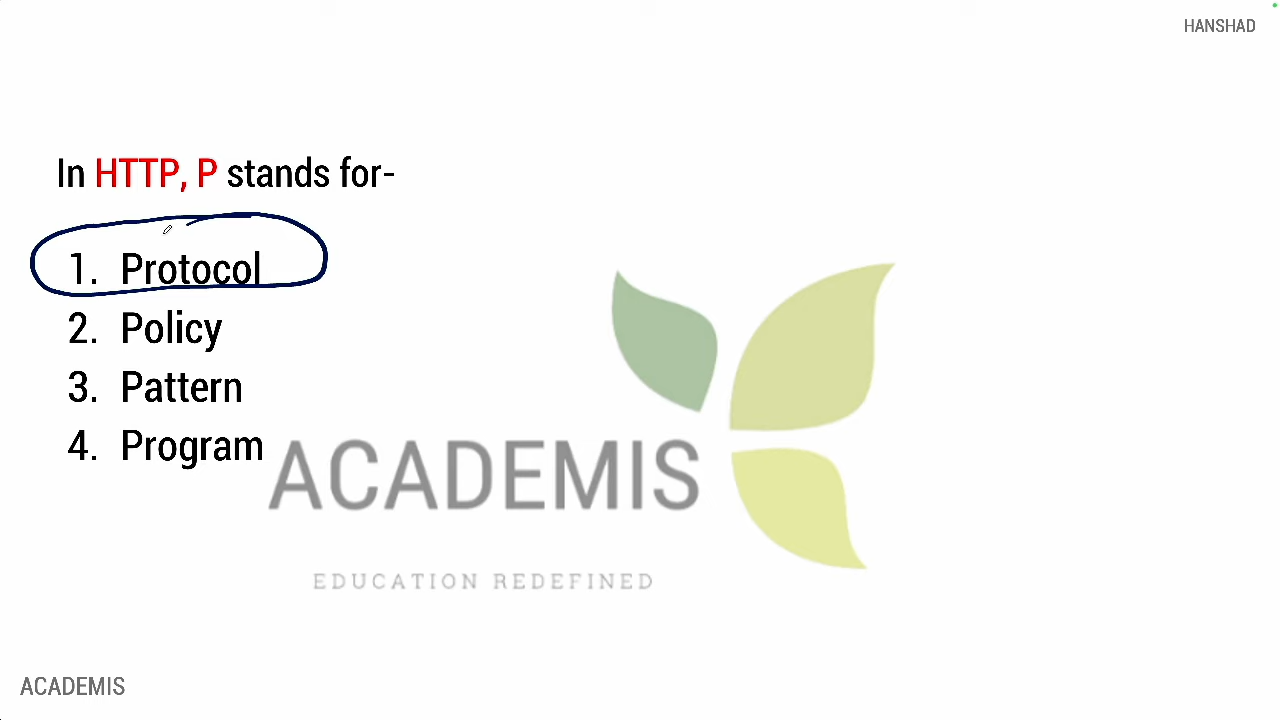 HANSHAD
In HTTP, P stands for-
1. Protocol
2. Policy
3. Pattern
4. Program
ACADEMIS
EDUCATION REDEFINED
ACADEMIS